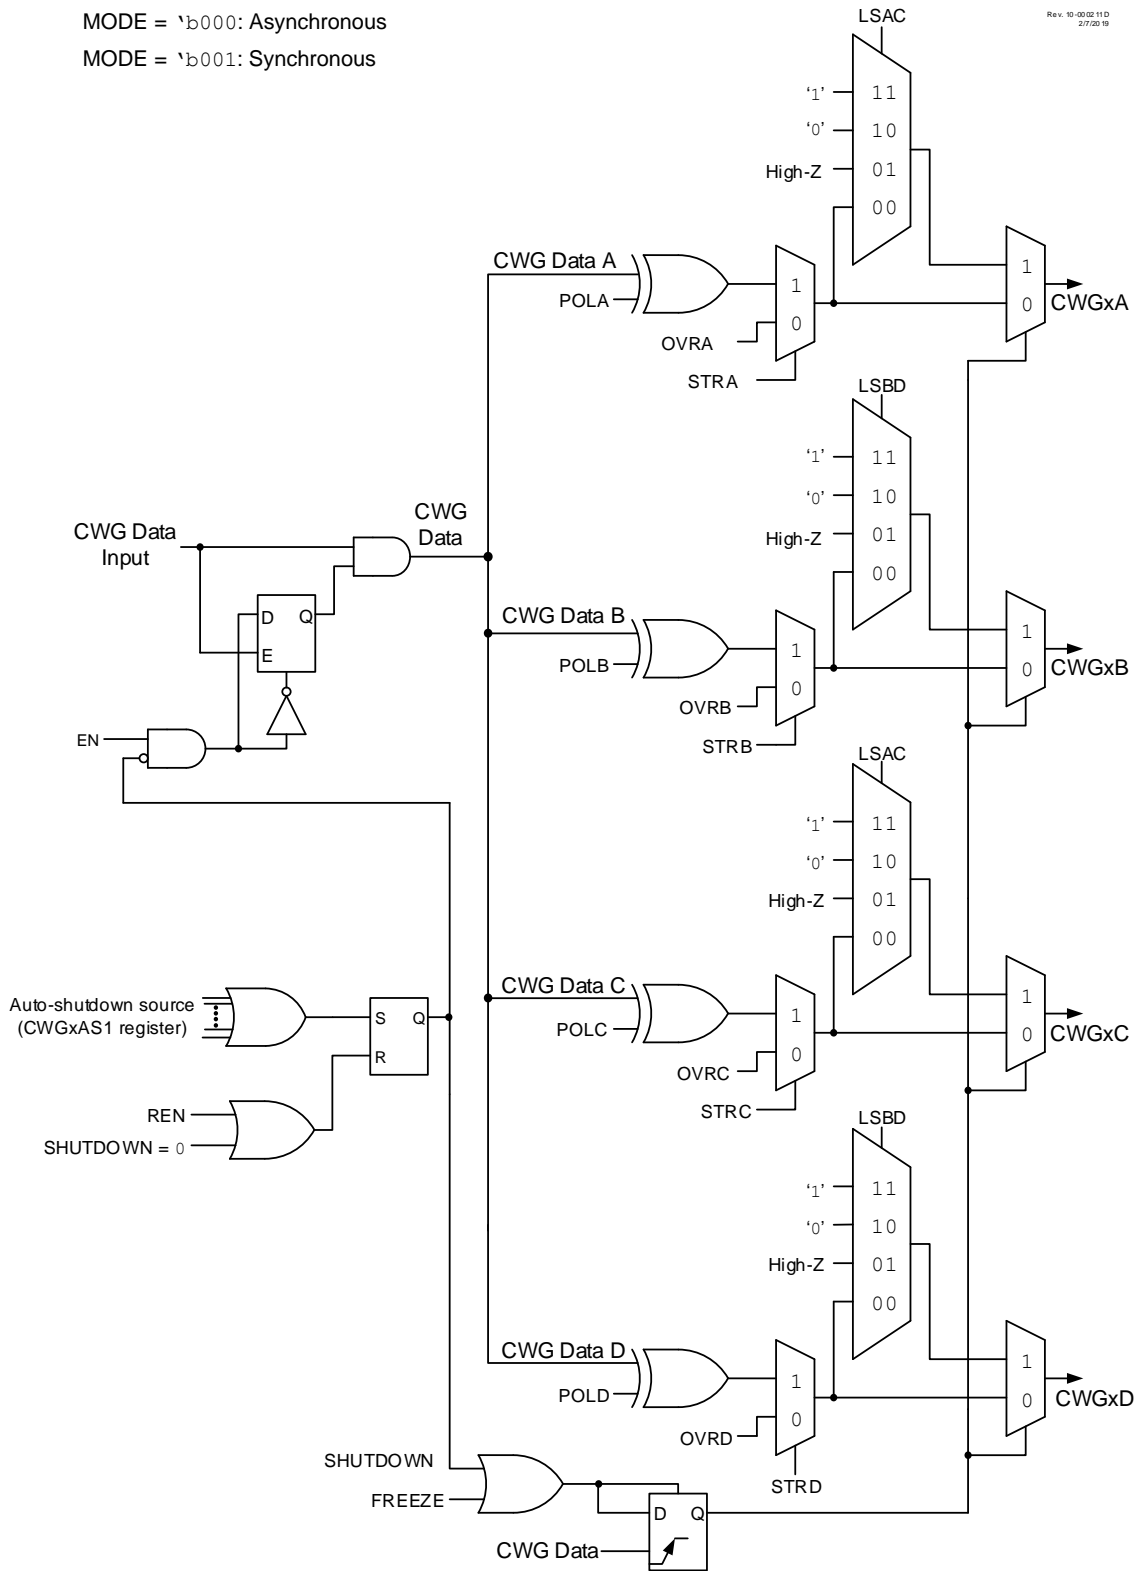 MODE = ‘b000: Asynchronous
MODE = ‘b001: Synchronous
Rev. 10-000211D
2/7/2019
LSAC
‘1’ 11
‘0’ 10
High-Z 01
00
CWG Data A
POLA
1
0
OVRA
STRA
1
0
CWGxA
LSBD
‘1’ 11
‘0’ 10
High-Z 01
00
CWG Data Input
CWG Data
D Q
E
EN
CWG Data B
POLB
1
0
OVRB
STRB
1
0
CWGxB
LSAC
‘1’ 11
‘0’ 10
High-Z 01
00
Auto-shutdown source
(CWGxAS1 register)
S Q
R
REN
SHUTDOWN = 0
CWG Data C
POLC
1
0
OVRC
STRC
1
0
CWGxC
LSBD
‘1’ 11
‘0’ 10
High-Z 01
00
CWG Data D
POLD
1
0
OVRD
STRD
1
0
CWGxD
SHUTDOWN
FREEZE
D Q
CWG Data